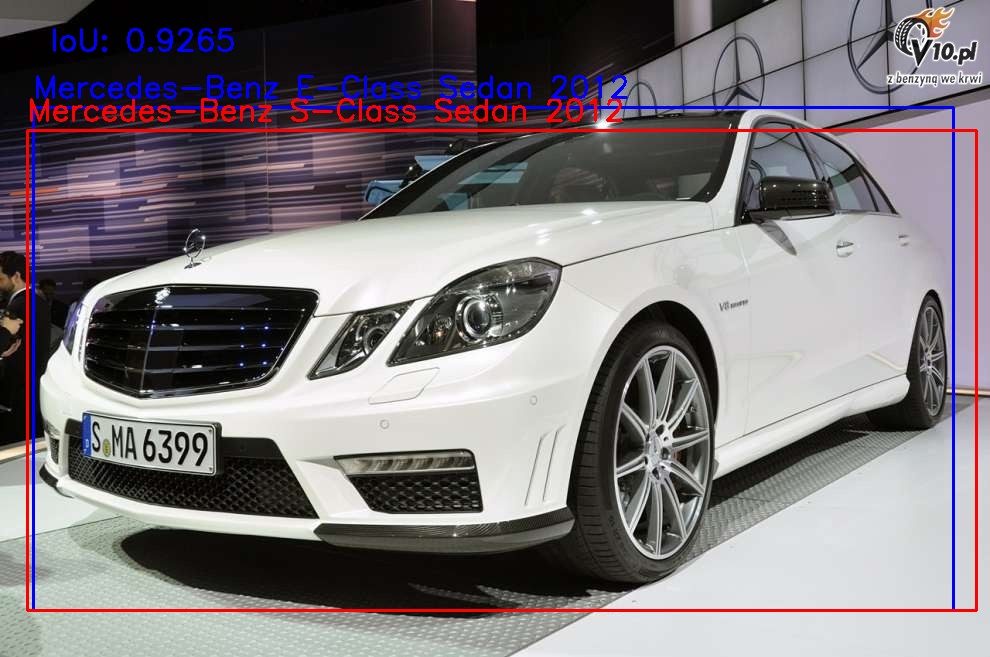 IoU: 0.9265
V10.pl
z benzyną we krwi
Mercedes-Benz E-Class Sedan 2012
Mercedes-Benz S-Class Sedan 2012
V8 BITURBO
S MA 6399